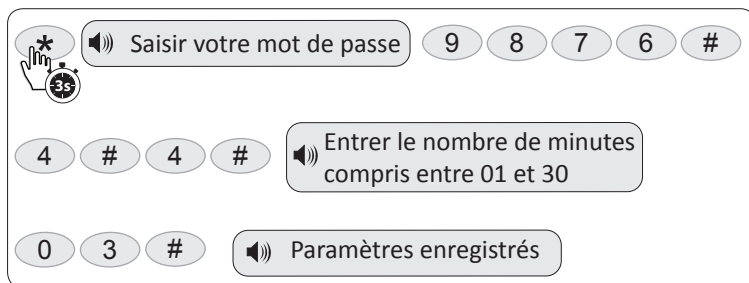 * Saisir votre mot de passe 9 8 7 6 #
3s
4 # 4 # Entrer le nombre de minutes
compris entre 01 et 30
0 3 # Paramètres enregistrés